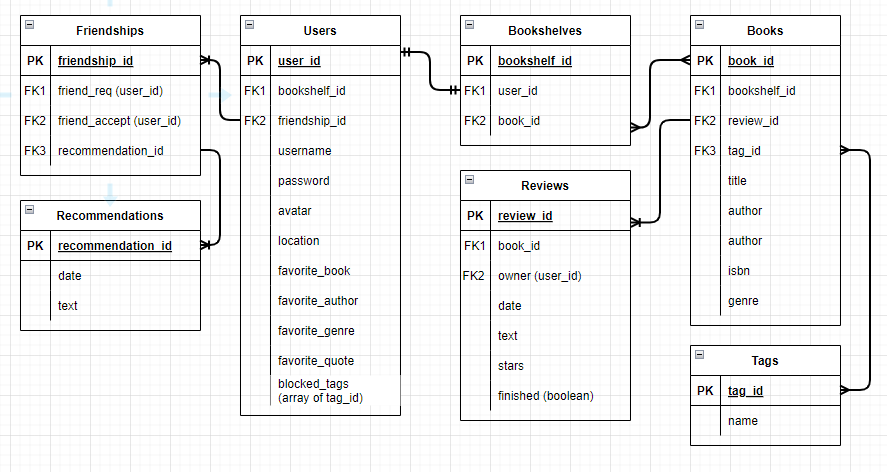 Friendships
PK friendship_id
FK1 friend_req (user_id)
FK2 friend_accept (user_id)
FK3 recommendation_id
Recommendations
PK recommendation_id
date
text
Users
PK user_id
FK1 bookshelf_id
FK2 friendship_id
username
password
avatar
location
favorite_book
favorite_author
favorite_genre
favorite_quote
blocked_tags
(array of tag_id)
Bookshelves
PK bookshelf_id
FK1 user_id
FK2 book_id
Reviews
PK review_id
FK1 book_id
FK2 owner (user_id)
date
text
stars
finished (boolean)
Books
PK book_id
FK1 bookshelf_id
FK2 review_id
FK3 tag_id
title
author
author
isbn
genre
Tags
PK tag_id
name